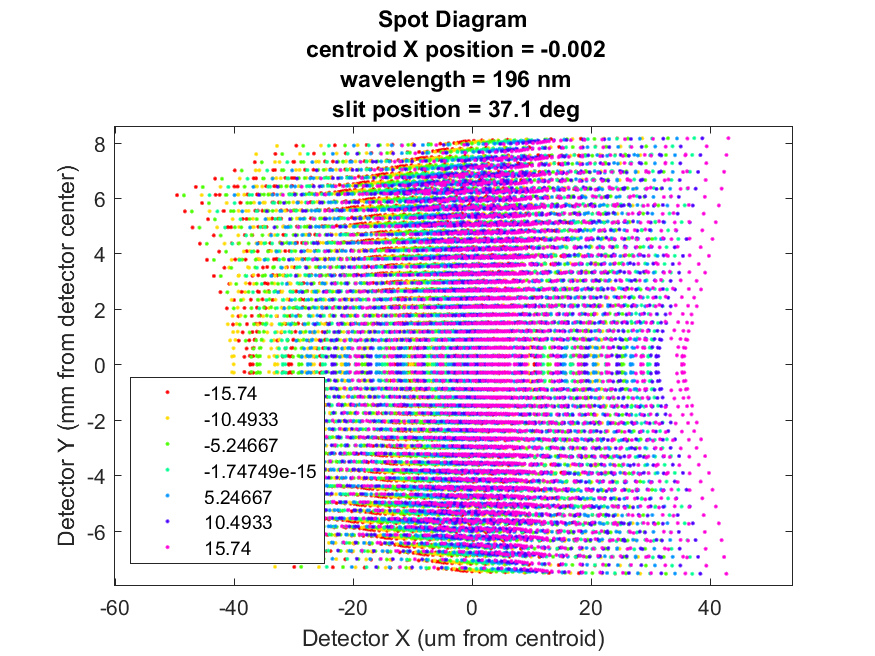 Spot Diagram
centroid X position = -0.002
wavelength = 196 nm
slit position = 37.1 deg
8
6
4
2
0
-2
-4
-6
Detector Y (mm from detector center)
-15.74
-10.4933
-5.24667
-1.74749e-15
5.24667
10.4933
15.74
-60 -40 -20 0 20 40
Detector X (um from centroid)